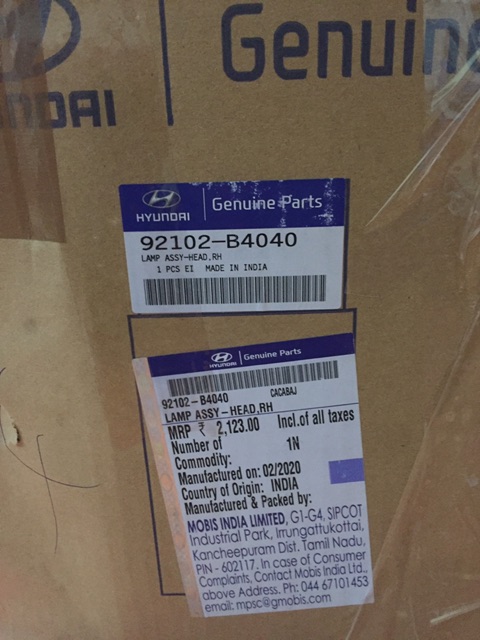 Genuin
NDAI
HYUNDAI Genuine Parts
92102-B4040
LAMP ASSY-HEAD,RH
1 PCS EI MADE IN INDIA
HYUNDAI Genuine Parts
92102-B4040 CACABAJ
LAMP ASSY-HEAD,RH
MRP ₹ 2,123.00 Incl.of all taxes
Number of 1N
Commodity:
Manufactured on: 02/2020
Country of Origin: INDIA
Manufactured & Packed by:
MOBIS INDIA LIMITED, G1-G4, SIPCOT
Industrial Park, Irrungattukottai,
Kancheepuram Dist. Tamil Nadu,
PIN - 602117. In case of Consumer
Complaints, Contact Mobis India Ltd.,
above Address. Ph: 044 67101453
email: mpsc@gmobis.com